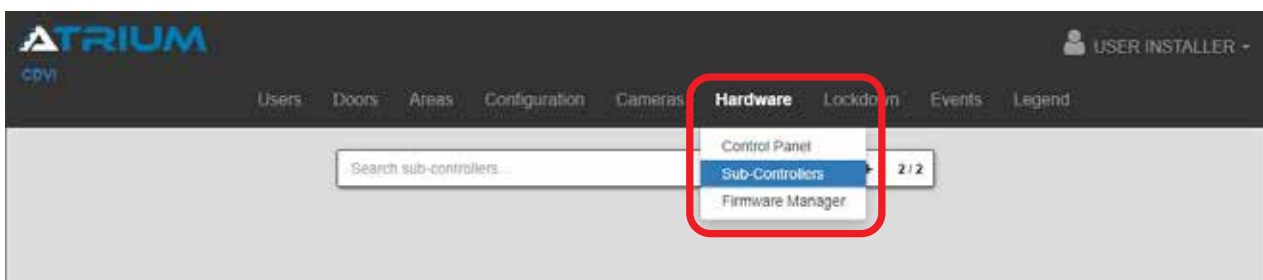 ATRIUM
CDVI
USER INSTALLER
Users Doors Areas Configuration Cameras Hardware Lockdown Events Legend
Control Panel
Search sub-controllers... + 2 / 2
Sub-Controllers
Firmware Manager